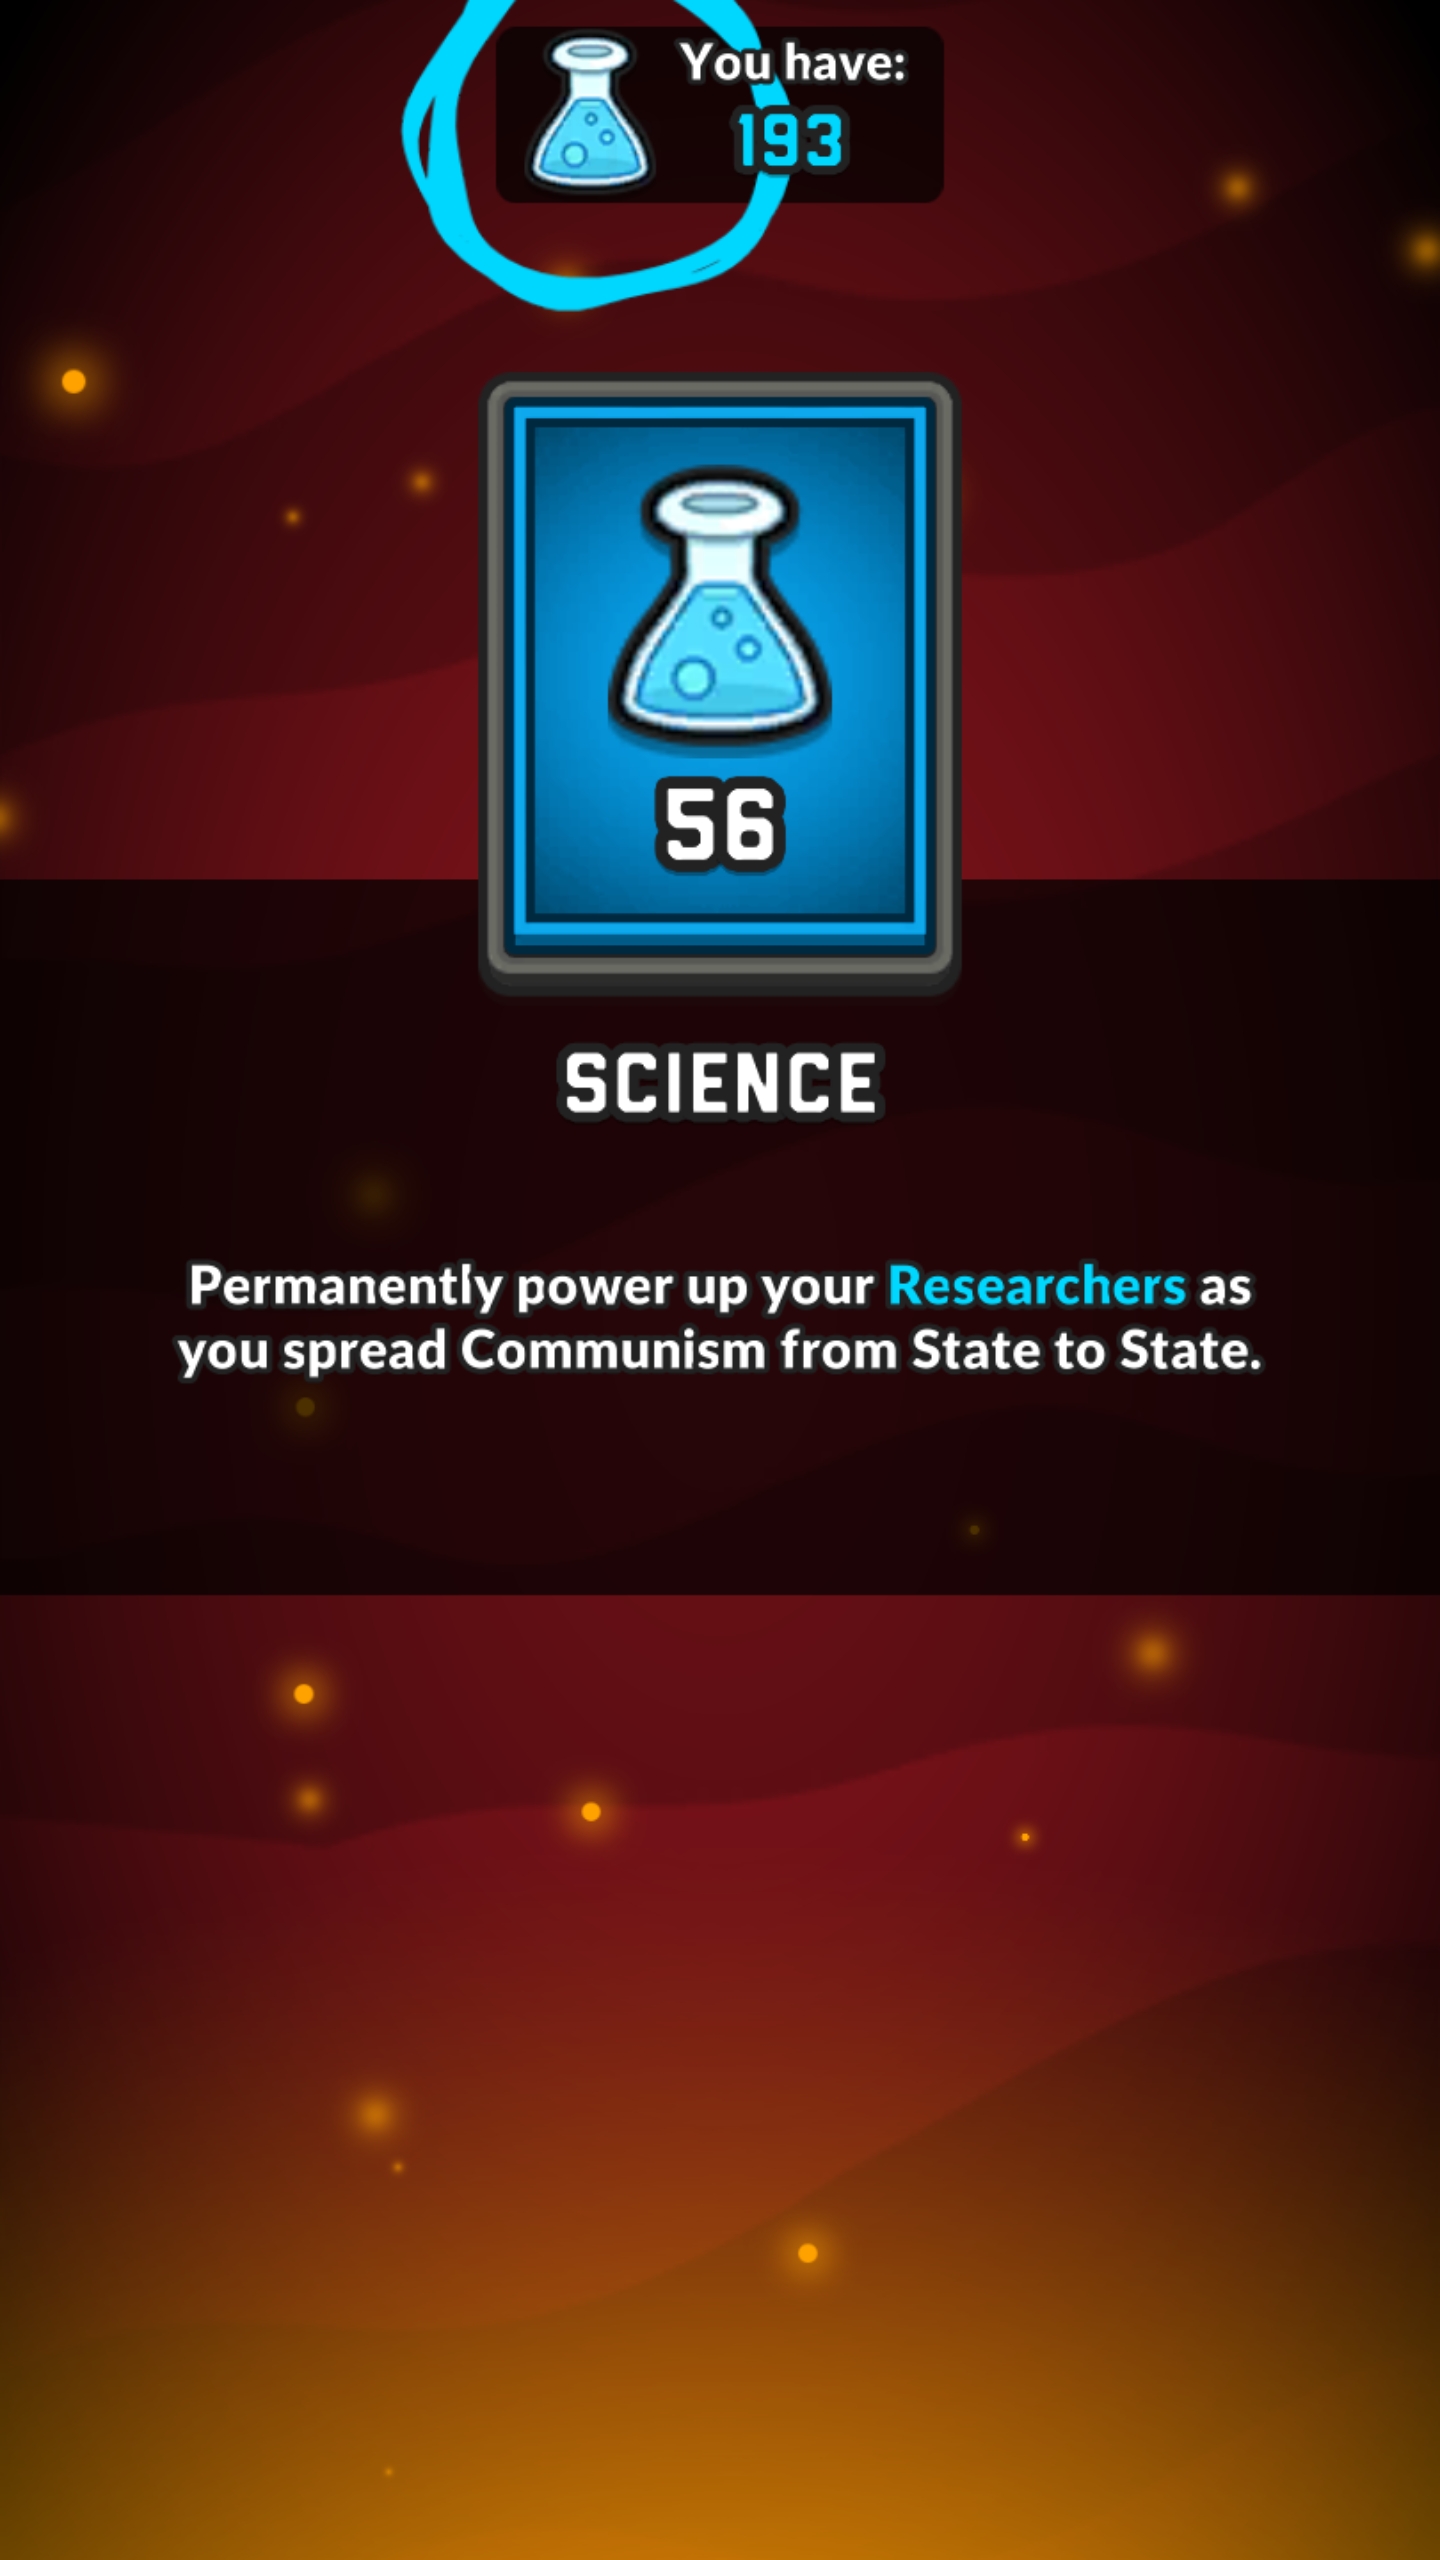 You have:
193
56
SCIENCE
Permanently power up your Researchers as
you spread Communism from State to State.